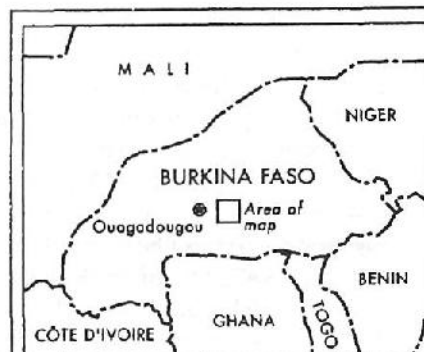 MALI
NIGER
BURKINA FASO
Ouagadougou
Area of
map
BENIN
GHANA
TOGO
CÔTE D'IVOIRE